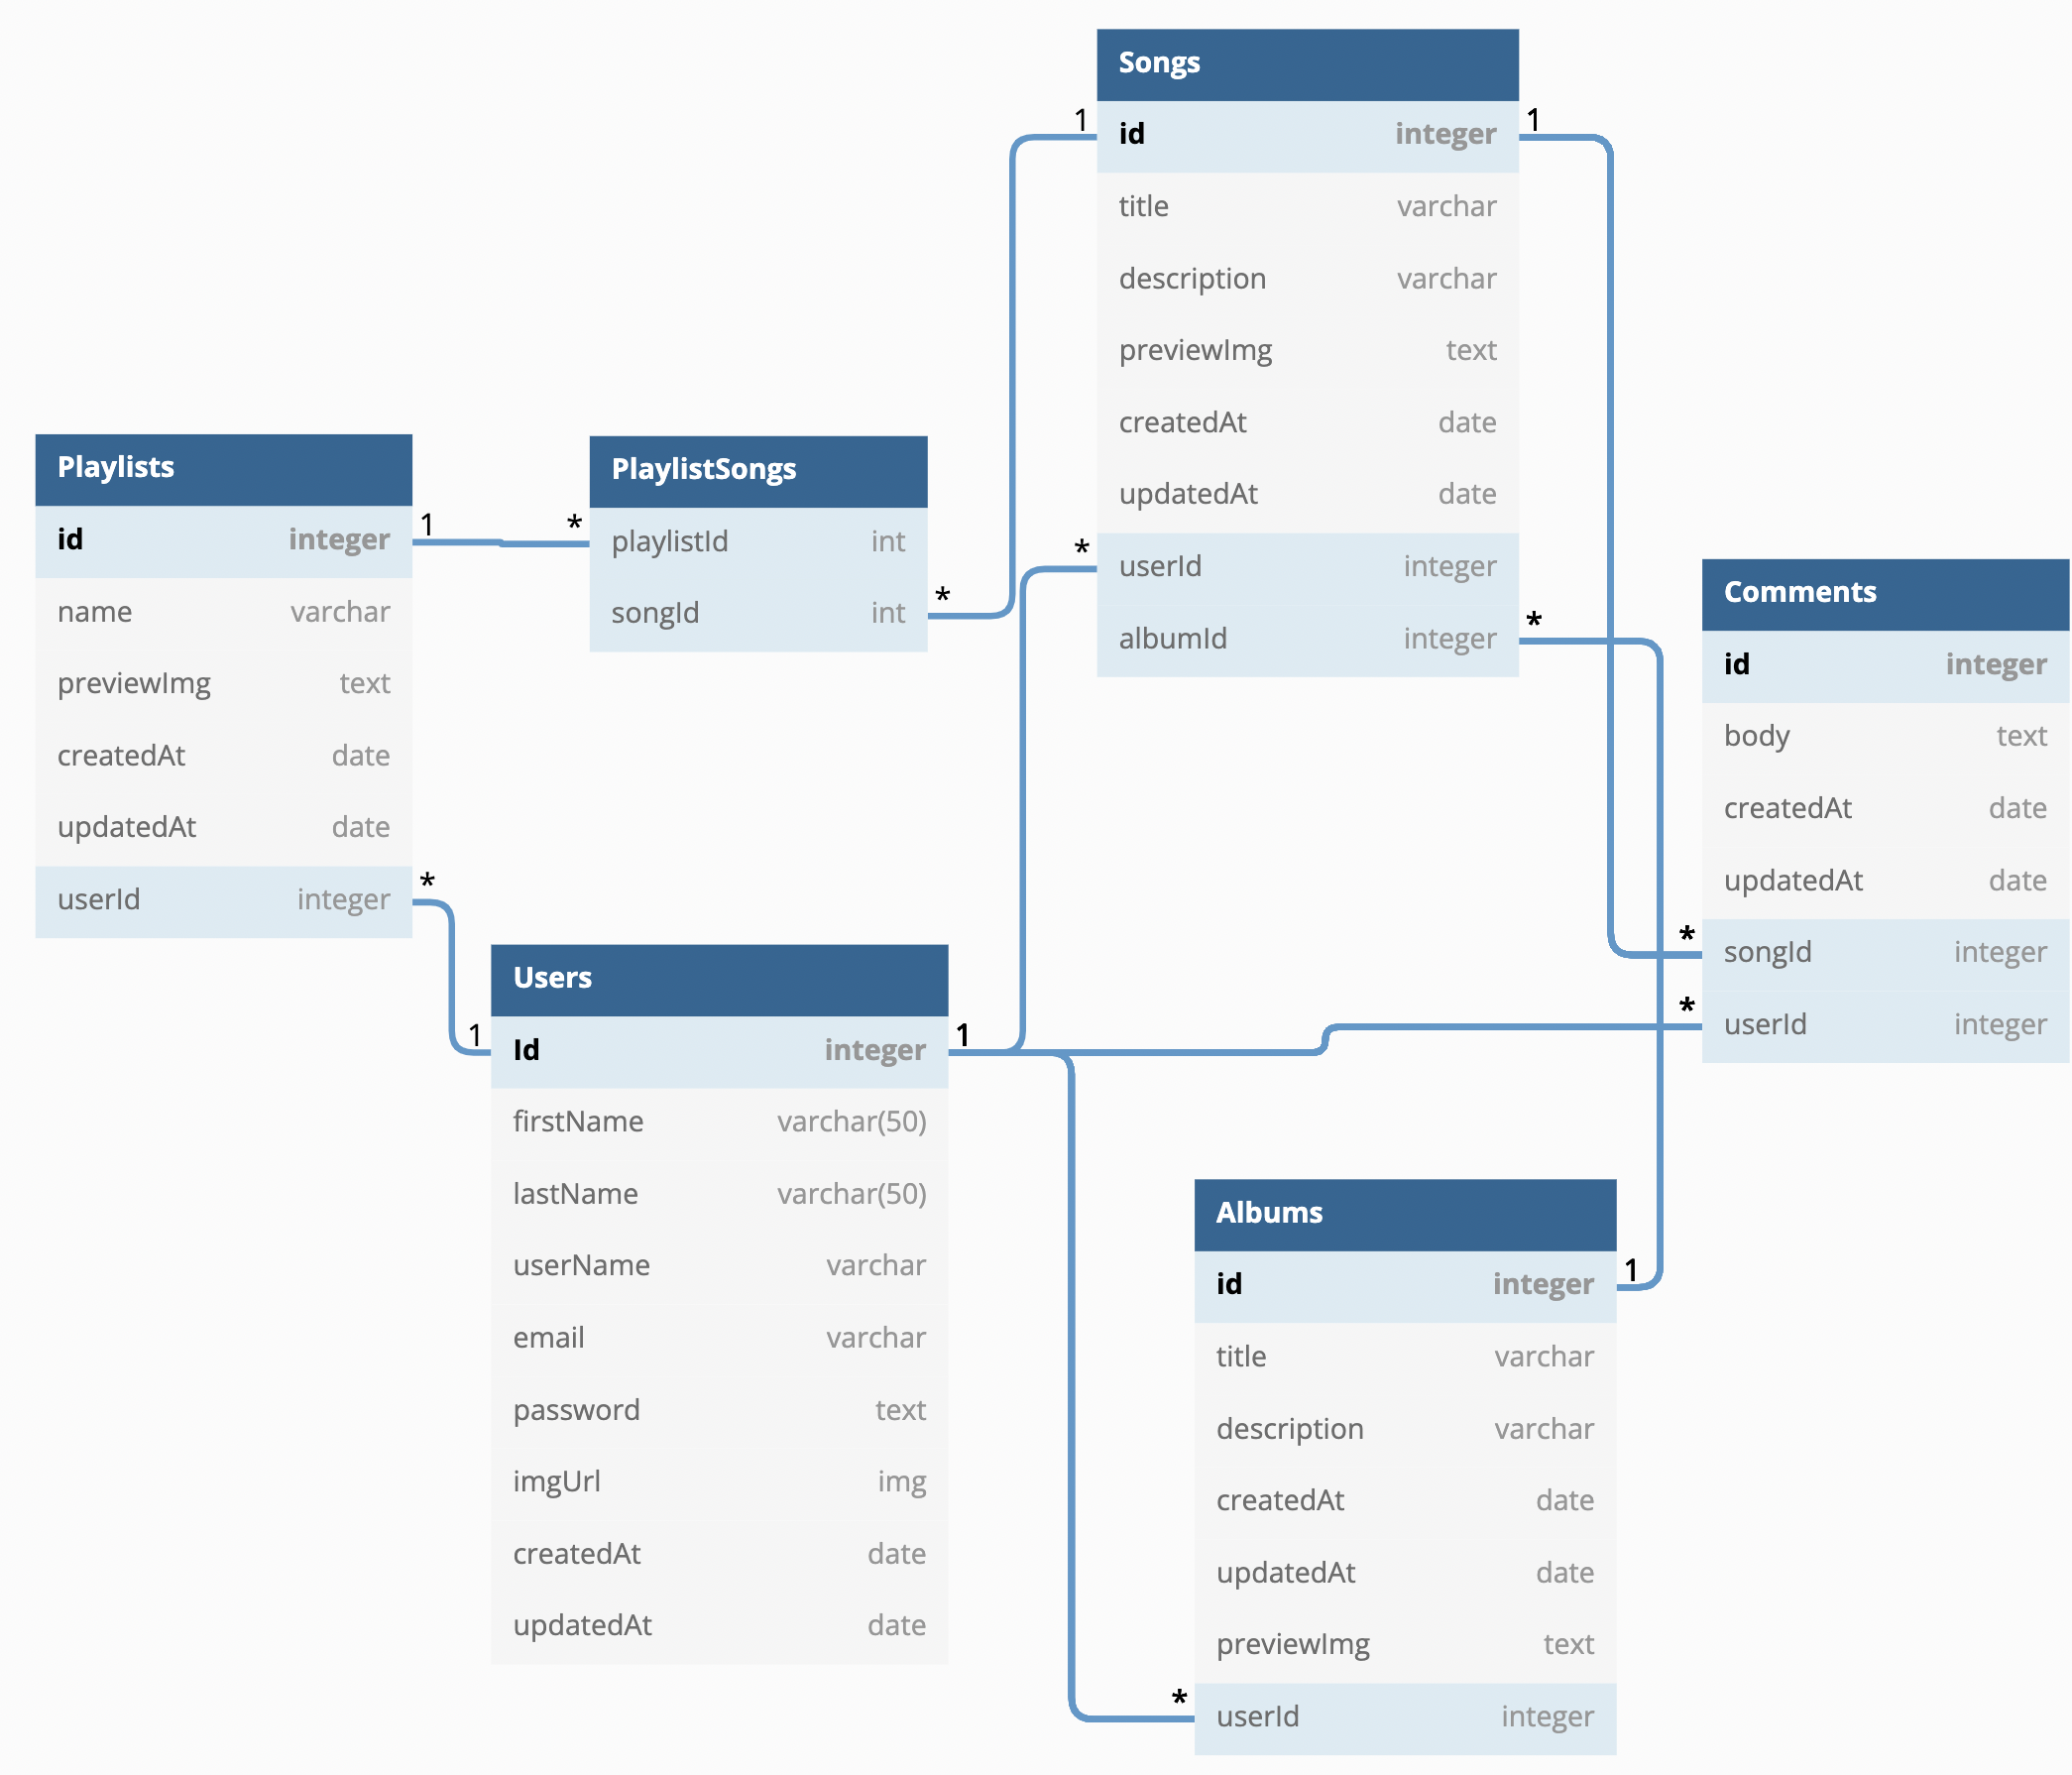 Songs
1 id integer 1
title varchar
description varchar
previewImg text
createdAt date
updatedAt date
* userId integer
albumId integer *
Playlists
id integer 1
name varchar
previewImg text
createdAt date
updatedAt date
userId integer *
PlaylistSongs
* playlistId int
songId int *
Comments
id integer
body text
createdAt date
updatedAt date
* songId integer
* userId integer
Users
1 Id integer 1
firstName varchar(50)
lastName varchar(50)
userName varchar
email varchar
password text
imgUrl img
createdAt date
updatedAt date
Albums
id integer 1
title varchar
description varchar
createdAt date
updatedAt date
previewImg text
* userId integer